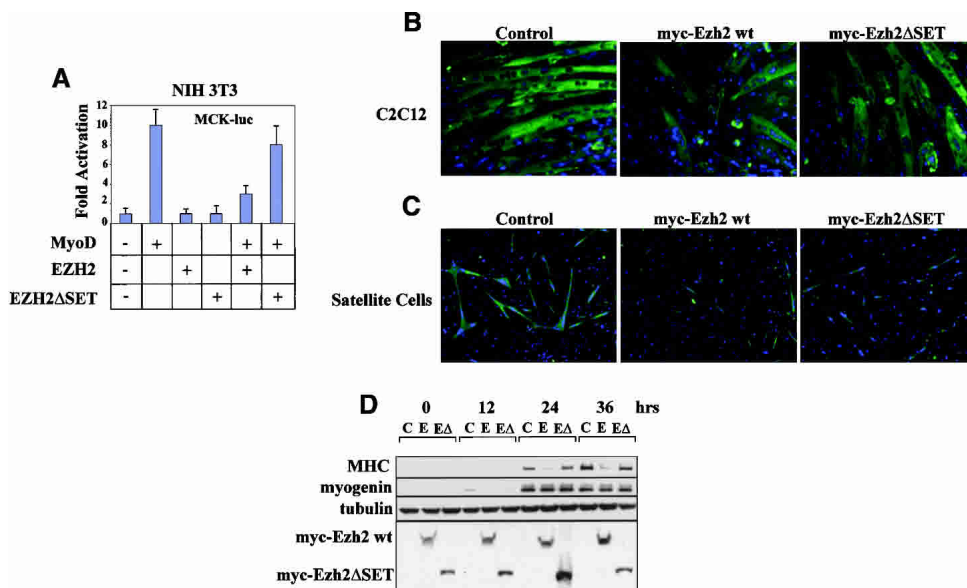 A
NIH 3T3
MCK-luc
Fold Activation
12
10
8
6
4
2
0
MyoD - + + +
EZH2 - + +
EZH2ΔSET - + +
B
Control myc-Ezh2 wt myc-Ezh2ΔSET
C2C12
C
Control myc-Ezh2 wt myc-Ezh2ΔSET
Satellite Cells
D
0 12 24 36 hrs
C E EΔ C E EΔ C E EΔ C E EΔ
MHC
myogenin
tubulin
myc-Ezh2 wt
myc-Ezh2ΔSET